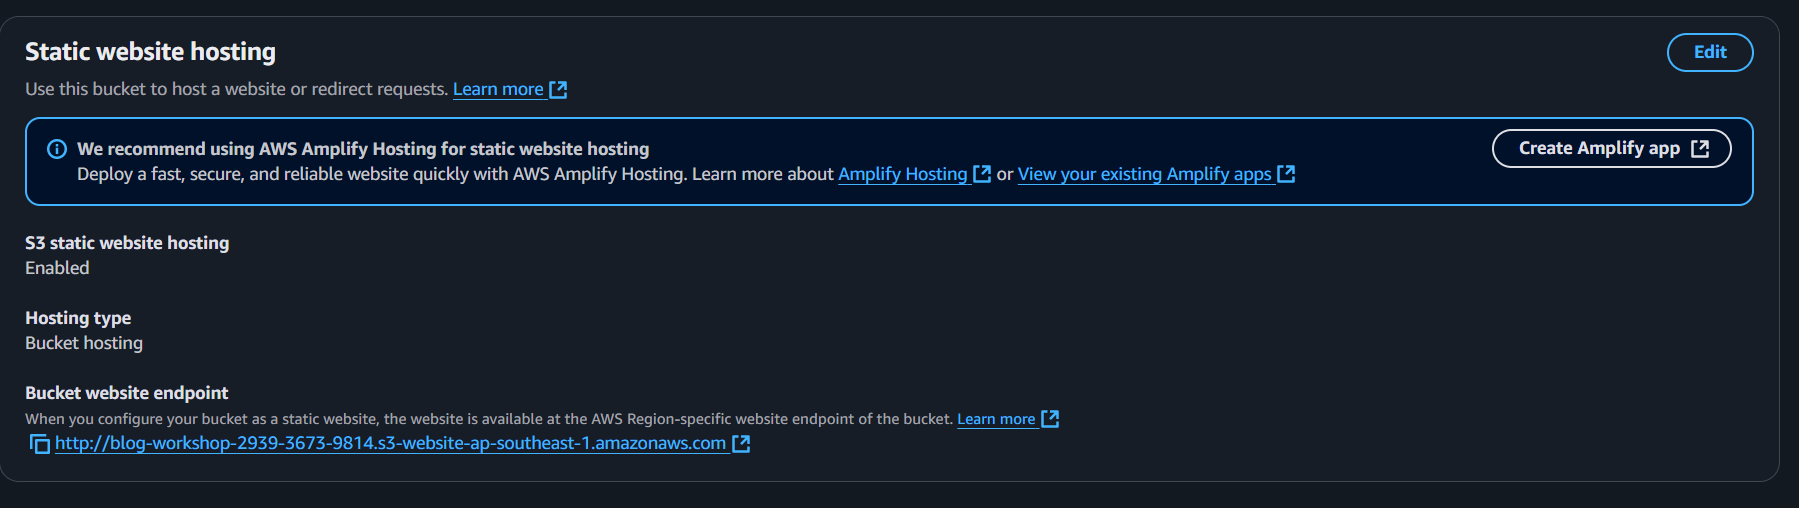 Static website hosting
Edit
Use this bucket to host a website or redirect requests. Learn more
We recommend using AWS Amplify Hosting for static website hosting
Create Amplify app
Deploy a fast, secure, and reliable website quickly with AWS Amplify Hosting. Learn more about Amplify Hosting or View your existing Amplify apps
S3 static website hosting
Enabled
Hosting type
Bucket hosting
Bucket website endpoint
When you configure your bucket as a static website, the website is available at the AWS Region-specific website endpoint of the bucket. Learn more
http://blog-workshop-2939-3673-9814.s3-website-ap-southeast-1.amazonaws.com